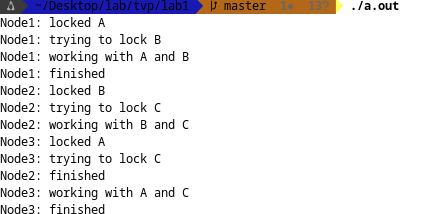 ~/Desktop/lab/tvp/lab1 master 1● 13? ./a.out
Node1: locked A
Node1: trying to lock B
Node1: working with A and B
Node1: finished
Node2: locked B
Node2: trying to lock C
Node2: working with B and C
Node3: locked A
Node3: trying to lock C
Node2: finished
Node3: working with A and C
Node3: finished